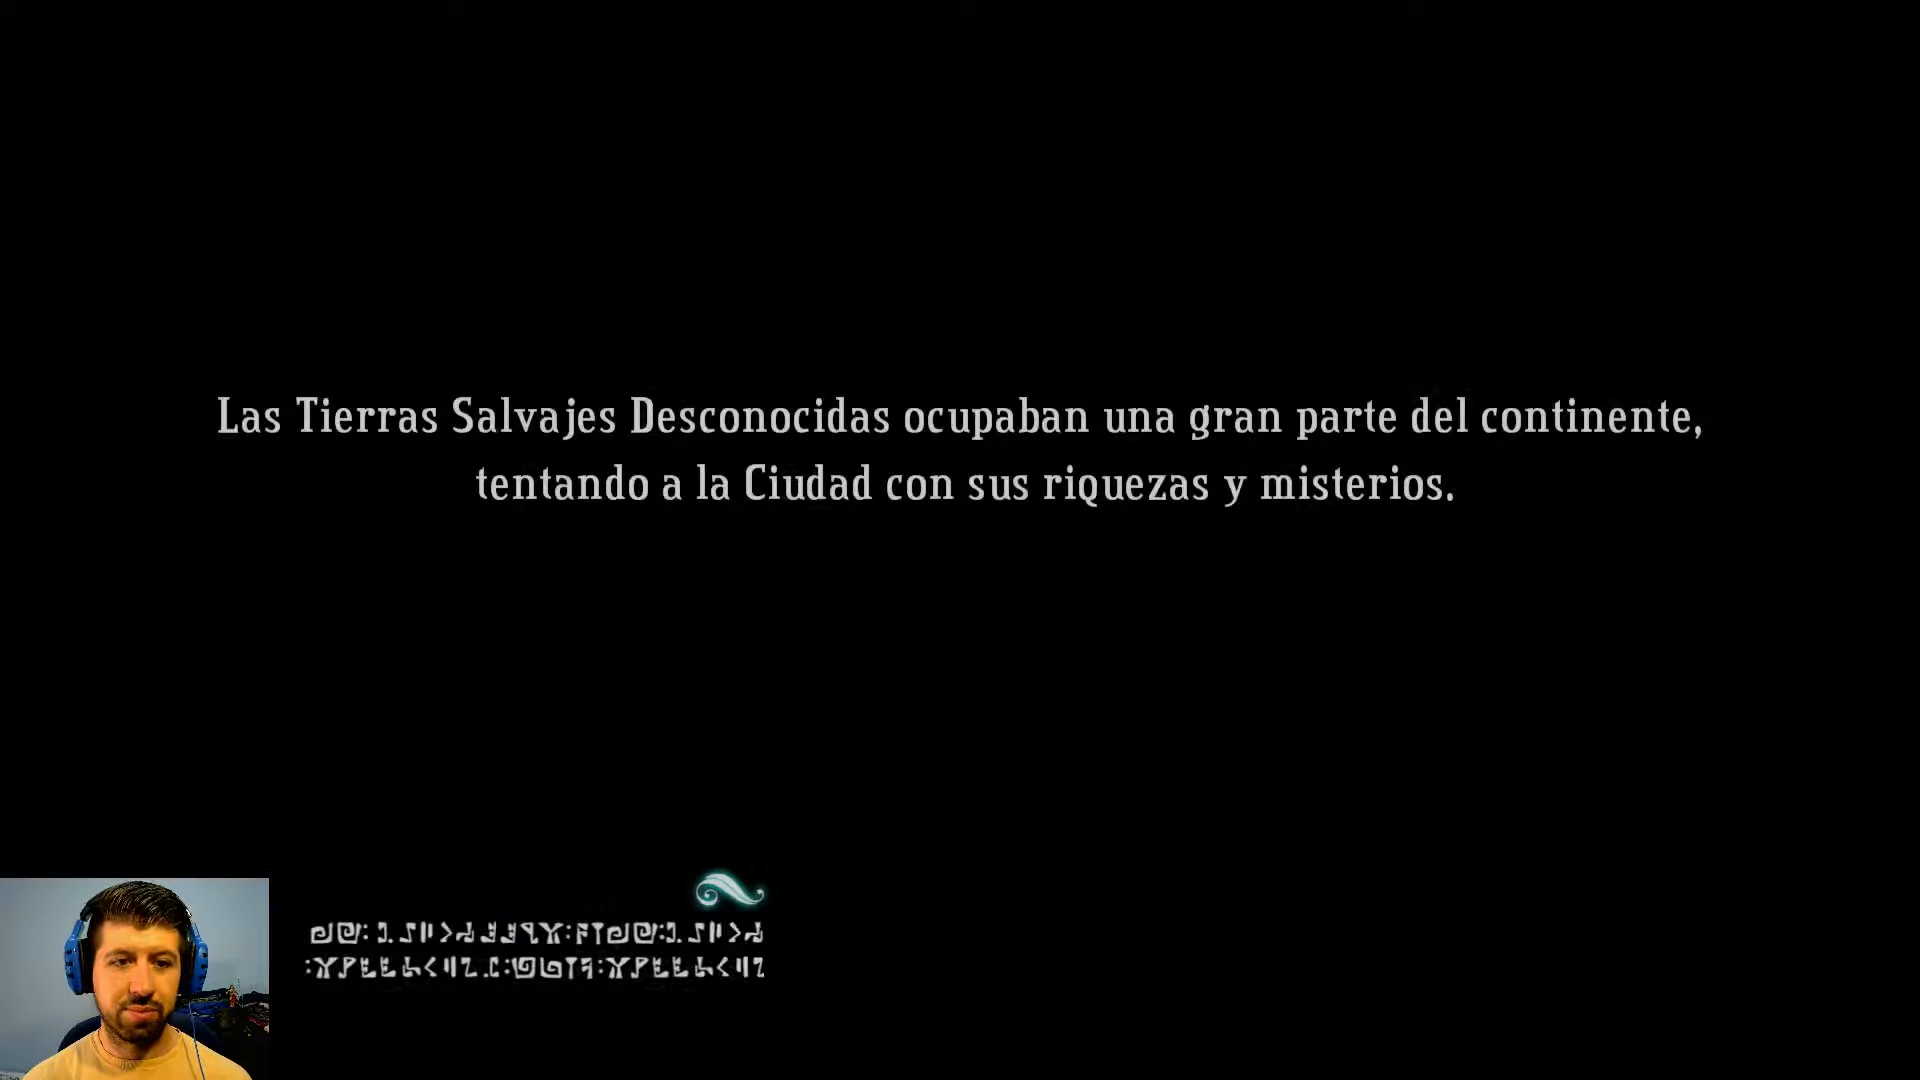 Las Tierras Salvajes Desconocidas ocupaban una gran parte del continente,
tentando a la Ciudad con sus riquezas y misterios.